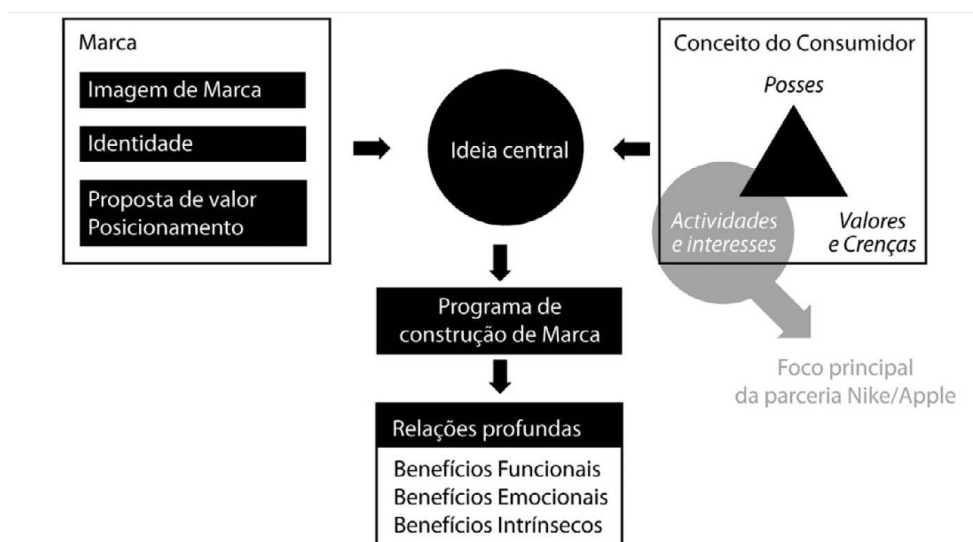 Marca
Imagem de Marca
Identidade
Proposta de valor
Posicionamento
Ideia central
Conceito do Consumidor
Posses
Actividades
e interesses
Valores
e Crenças
Programa de
construção de Marca
Foco principal
da parceria Nike/Apple
Relações profundas
Benefícios Funcionais
Benefícios Emocionais
Benefícios Intrínsecos